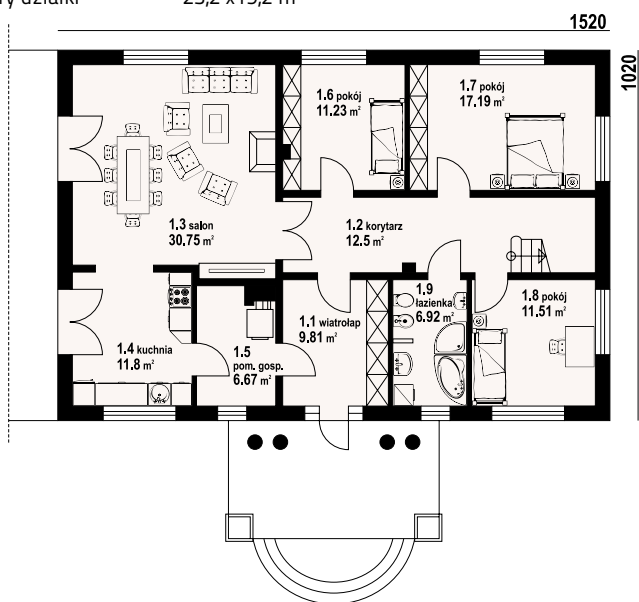 ry działki 23,2 x15,2 m
1520
1020
1.6 pokój
11.23 m²
1.7 pokój
17.19 m²
1.3 salon
30.75 m²
1.2 korytarz
12.5 m²
1.9
łazienka
6.92 m²
1.8 pokój
11.51 m²
1.1 wiatrołap
9.81 m²
1.4 kuchnia
11.8 m²
1.5
pom. gosp.
6.67 m²